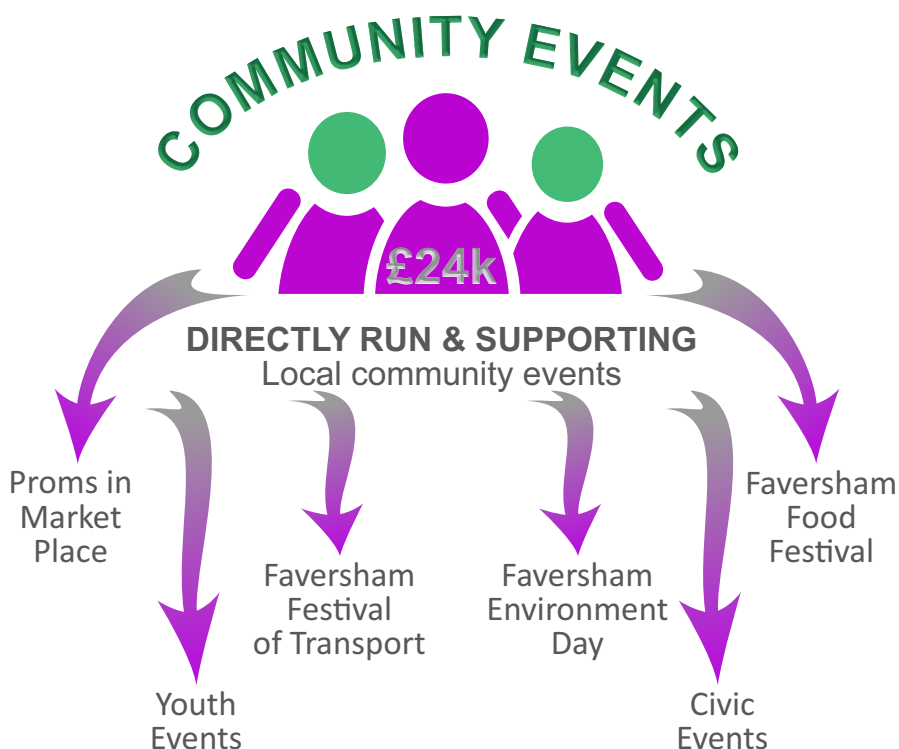 COMMUNITY EVENTS
£24k
DIRECTLY RUN & SUPPORTING
Local community events
Proms in
Market
Place
Youth
Events
Faversham
Festival
of Transport
Faversham
Environment
Day
Civic
Events
Faversham
Food
Festival